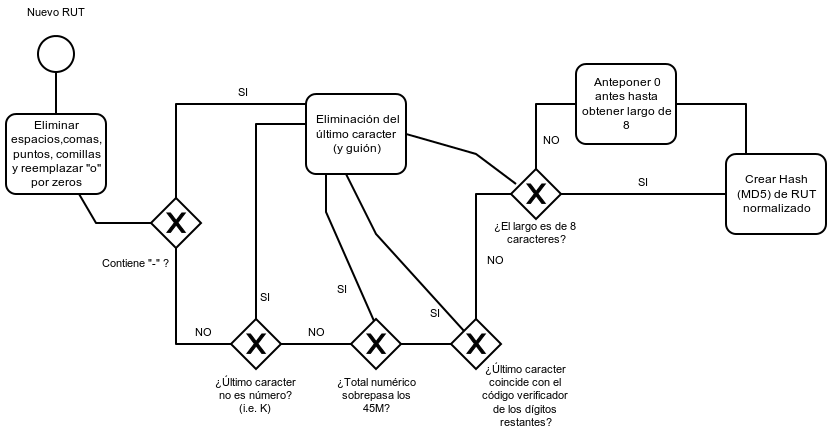 Nuevo RUT
Eliminar
espacios,comas,
puntos, comillas
y reemplazar "o"
por zeros
Contiene "-" ?
SI
NO
Eliminación del
último caracter
(y guión)
SI
¿Último caracter
no es número?
(i.e. K)
NO
SI
¿Total numérico
sobrepasa los
45M?
SI
¿Último caracter
coincide con el
código verificador
de los dígitos
restantes?
NO
¿El largo es de 8
caracteres?
NO
Anteponer 0
antes hasta
obtener largo de
8
SI
Crear Hash
(MD5) de RUT
normalizado